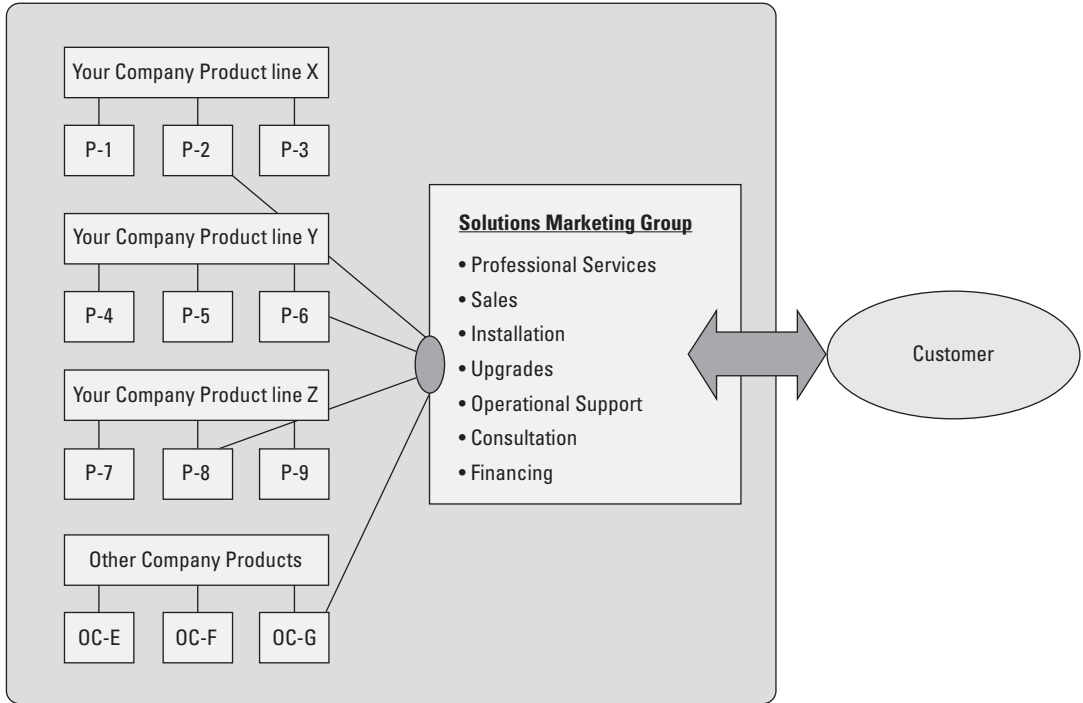 Your Company Product line X
P-1
P-2
P-3
Your Company Product line Y
P-4
P-5
P-6
Your Company Product line Z
P-7
P-8
P-9
Other Company Products
OC-E
OC-F
OC-G
Solutions Marketing Group
• Professional Services
• Sales
• Installation
• Upgrades
• Operational Support
• Consultation
• Financing
Customer